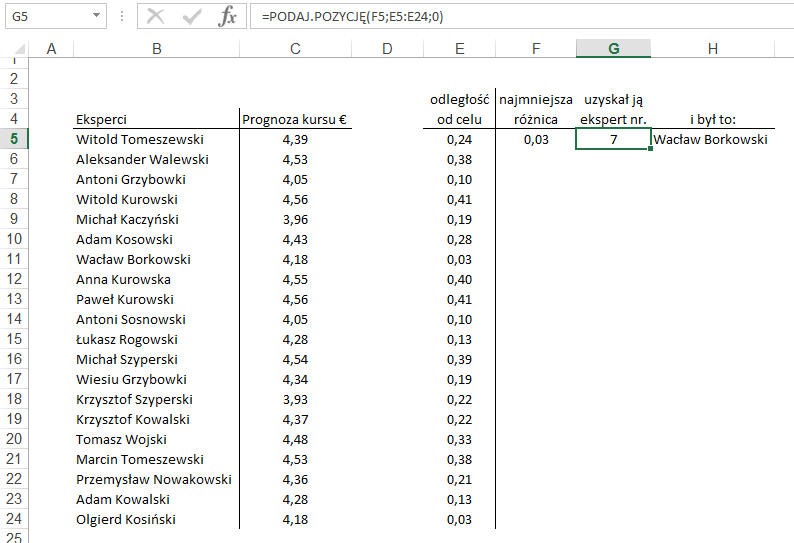 G5 fx =PODAJ.POZYCJĘ(F5;E5:E24;0)
A B C D E F G H
1
2
3 odległość najmniejsza uzyskał ją
4 Eksperci Prognoza kursu € od celu różnica ekspert nr. i był to:
5 Witold Tomeszewski 4,39 0,24 0,03 7 Wacław Borkowski
6 Aleksander Walewski 4,53 0,38
7 Antoni Grzybowki 4,05 0,10
8 Witold Kurowski 4,56 0,41
9 Michał Kaczyński 3,96 0,19
10 Adam Kosowski 4,43 0,28
11 Wacław Borkowski 4,18 0,03
12 Anna Kurowska 4,55 0,40
13 Paweł Kurowski 4,56 0,41
14 Antoni Sosnowski 4,05 0,10
15 Łukasz Rogowski 4,28 0,13
16 Michał Szyperski 4,54 0,39
17 Wiesiu Grzybowki 4,34 0,19
18 Krzysztof Szyperski 3,93 0,22
19 Krzysztof Kowalski 4,37 0,22
20 Tomasz Wojski 4,48 0,33
21 Marcin Tomeszewski 4,53 0,38
22 Przemysław Nowakowski 4,36 0,21
23 Adam Kowalski 4,28 0,13
24 Olgierd Kosiński 4,18 0,03
25